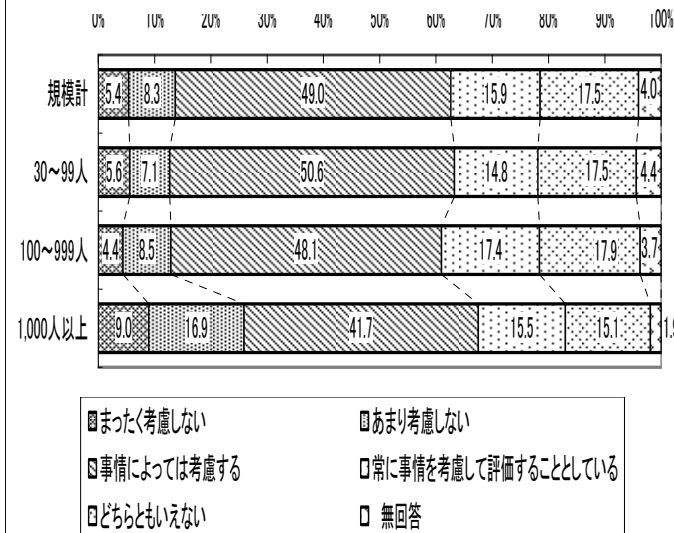 0% 10% 20% 30% 40% 50% 60% 70% 80% 90% 100%
規模計 5.4 8.3 49.0 15.9 17.5 4.0
30～99人 5.6 7.1 50.6 14.8 17.5 4.4
100～999人 4.4 8.5 48.1 17.4 17.9 3.7
1,000人以上 9.0 16.9 41.7 15.5 15.1 1.9
まったく考慮しない あまり考慮しない
事情によっては考慮する 常に事情を考慮して評価することとしている
どちらともいえない 無回答